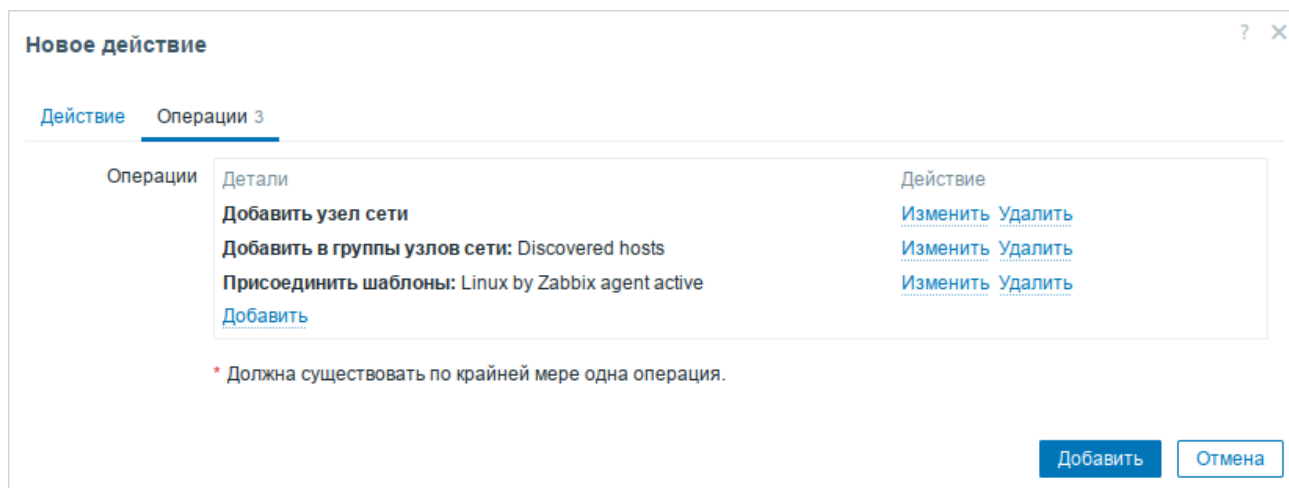 Новое действие ? ×
Действие Операции 3
Операции Детали Действие
Добавить узел сети Изменить Удалить
Добавить в группы узлов сети: Discovered hosts Изменить Удалить
Присоединить шаблоны: Linux by Zabbix agent active Изменить Удалить
Добавить
* Должна существовать по крайней мере одна операция.
Добавить Отмена